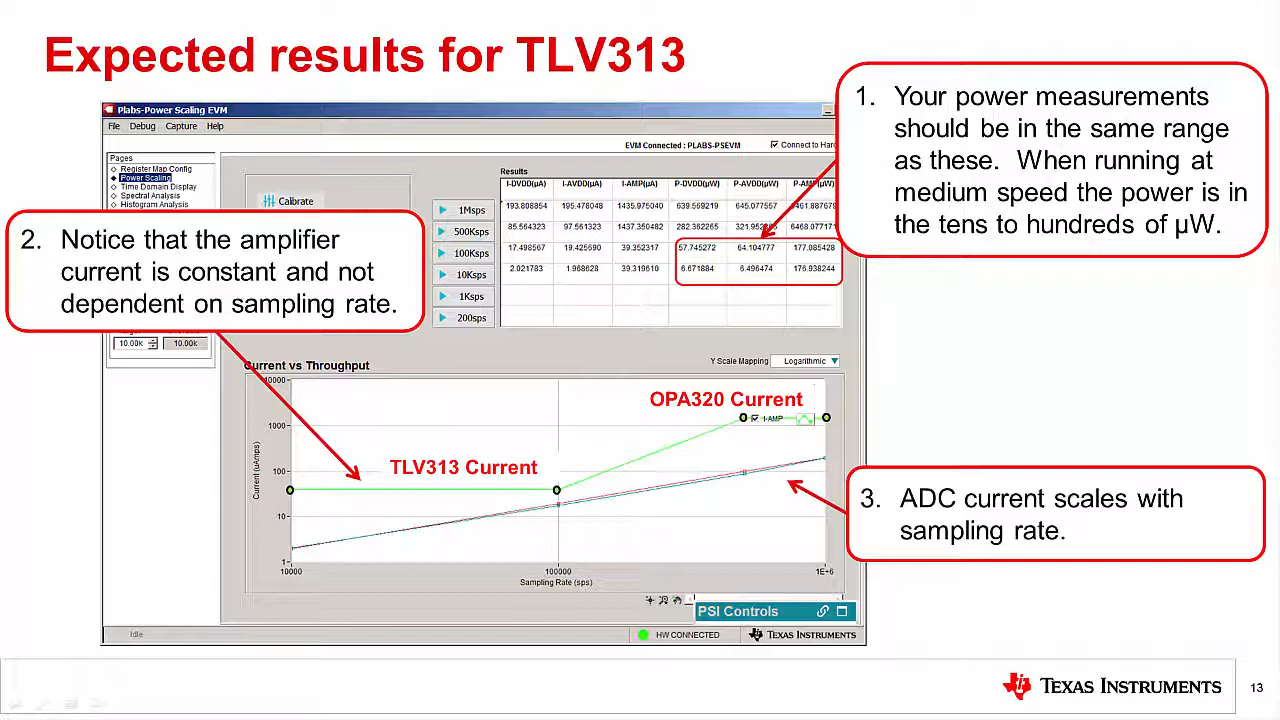 Expected results for TLV313
1. Your power measurements
should be in the same range
as these. When running at
medium speed the power is in
the tens to hundreds of µW.
Plabs-Power Scaling EVM
File Debug Capture Help
EVM Connected : PLABS-PSEVM
Connect to Hard
Pages
Register Map Config
Power Scaling
Time Domain Display
Spectral Analysis
Histogram Analysis
Calibrate
1Msps
500Ksps
100Ksps
10Ksps
1Ksps
200sps
Results
I-DVDD(µA) I-AVDD(µA) I-AMP(µA) P-DVDD(µW) P-AVDD(µW) P-AMP(µW)
193.808854 195.478048 1435.975040 639.569219 645.077557 6461.887679
85.564323 97.561323 1437.350482 282.362265 6468.077171
17.498567 19.425690 39.352317 57.745272 64.104777 177.085428
2.021783 1.968628 39.319610 6.671884 6.496474 176.938244
2. Notice that the amplifier
current is constant and not
dependent on sampling rate.
10.00k 10.00k
Current vs Throughput
Y Scale Mapping Logarithmic
Current (uAmps)
10000
1000
100
10
1
OPA320 Current
I-AMP
TLV313 Current
10000 100000 1E+6
Sampling Rate (sps)
3. ADC current scales with
sampling rate.
PSI Controls
Idle
HW CONNECTED
TEXAS INSTRUMENTS
TEXAS INSTRUMENTS
13